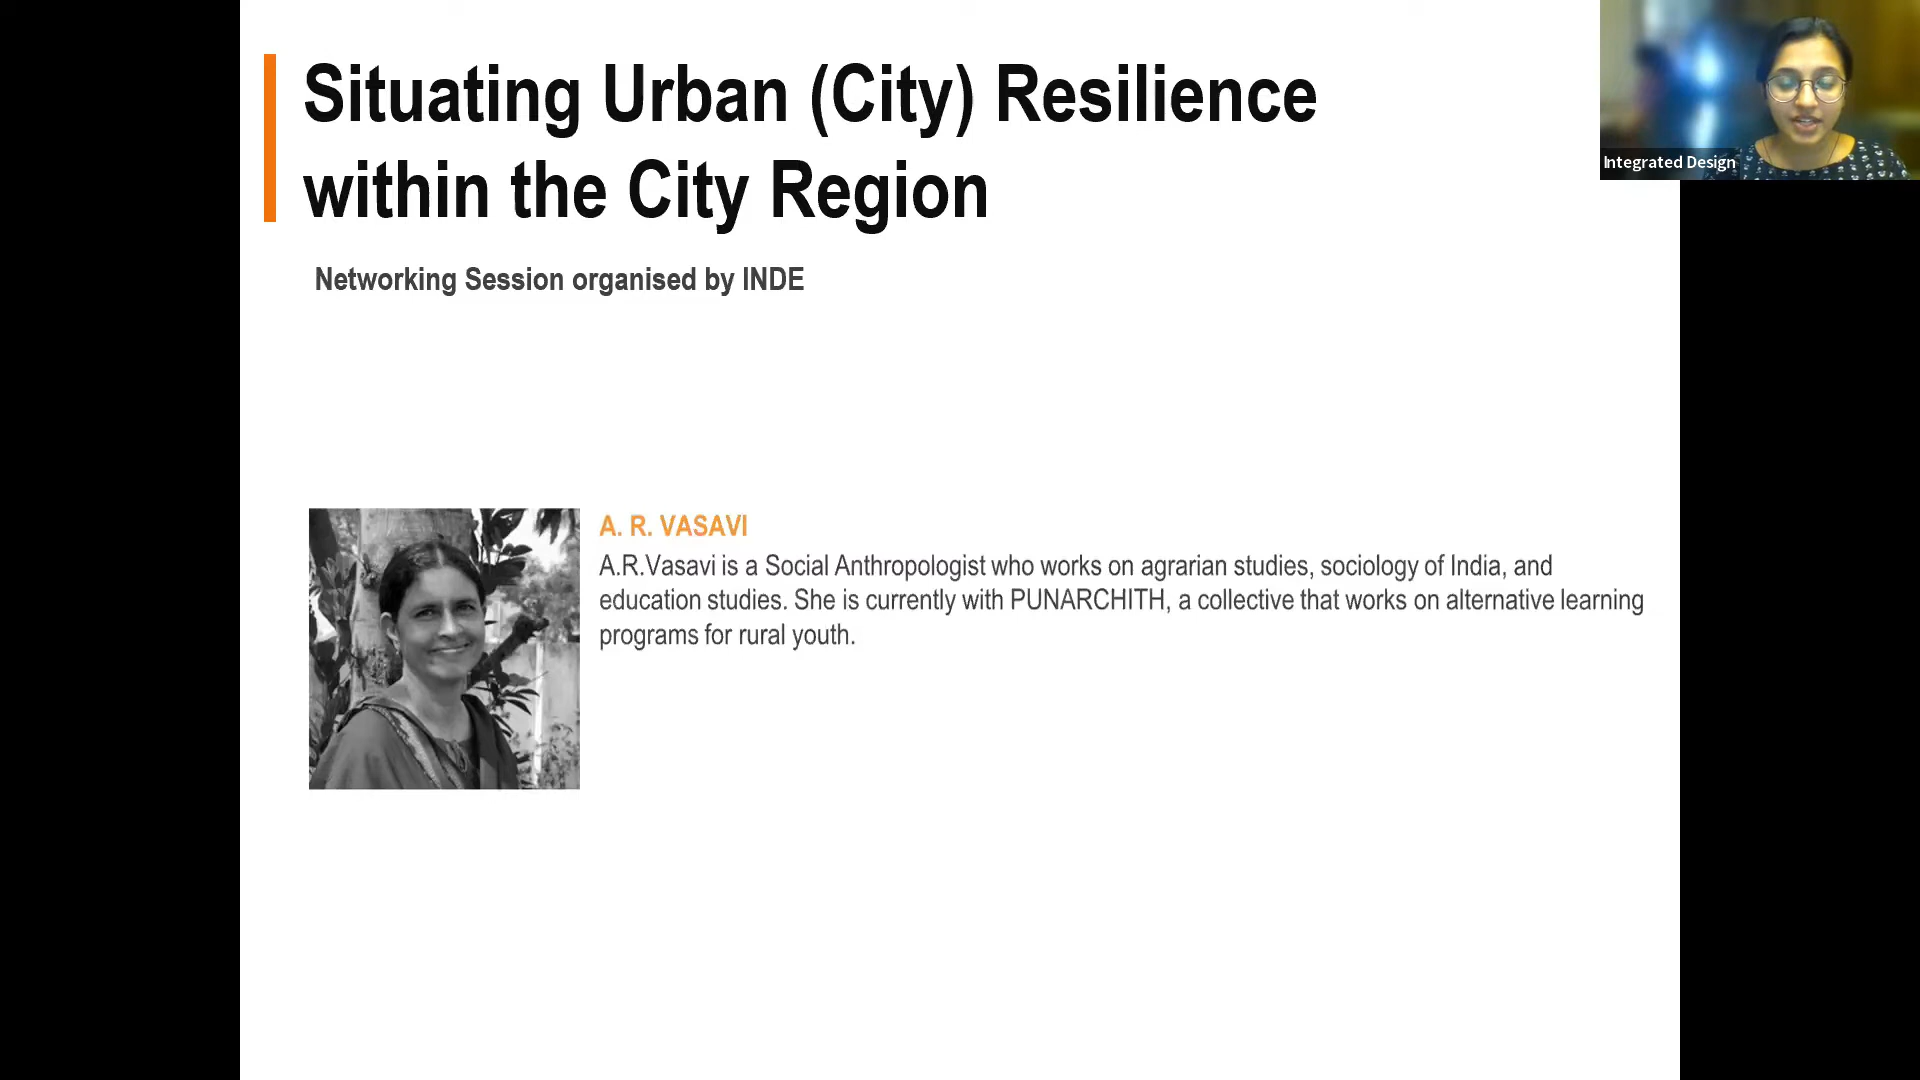 Situating Urban (City) Resilience
within the City Region
Networking Session organised by INDE
Integrated Design
A. R. VASAVI
A.R.Vasavi is a Social Anthropologist who works on agrarian studies, sociology of India, and
education studies. She is currently with PUNARCHITH, a collective that works on alternative learning
programs for rural youth.